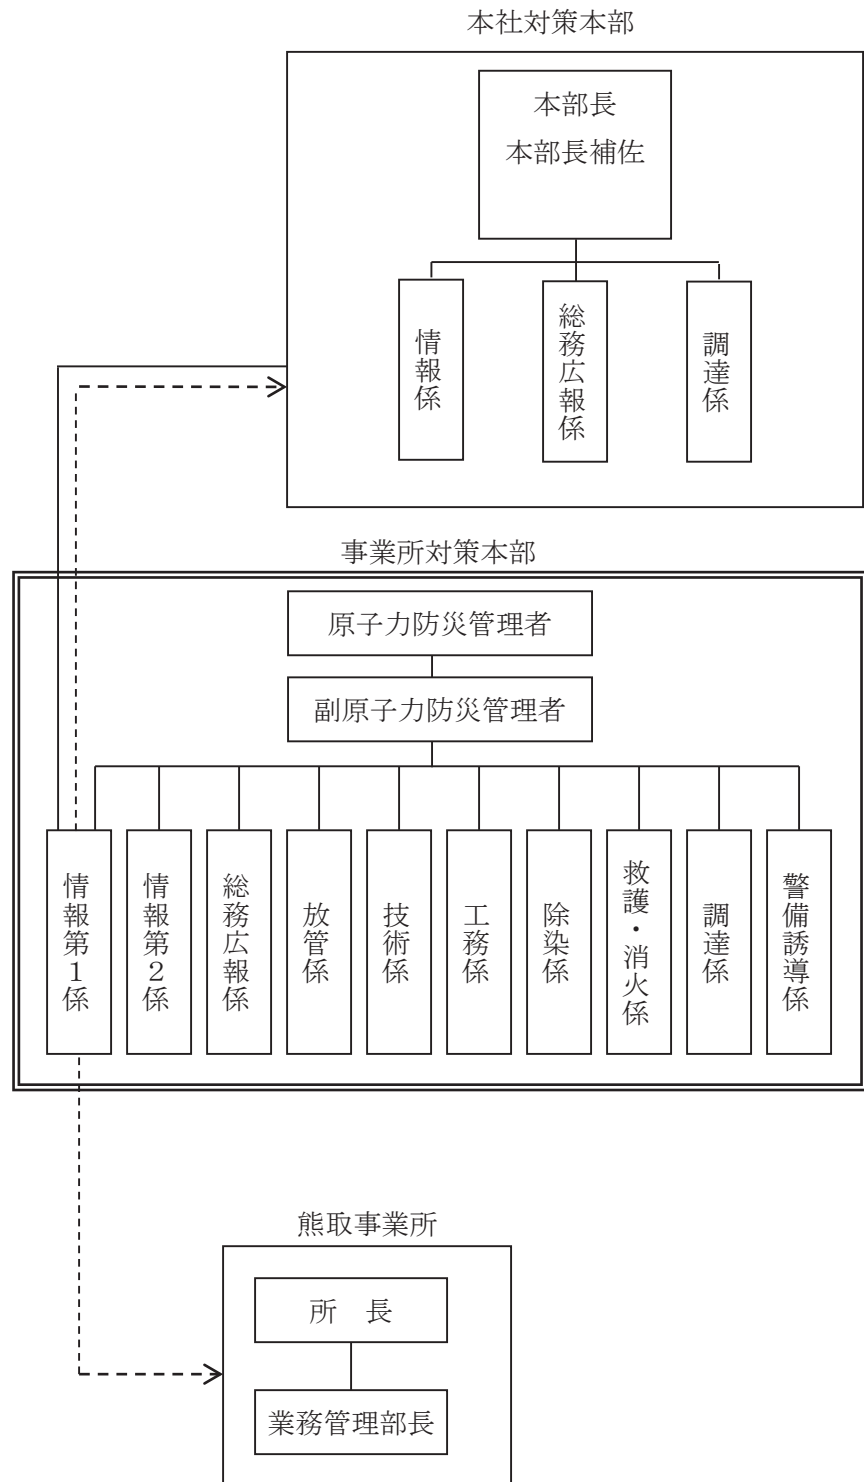 本社対策本部
本部長
本部長補佐
情報係
総務広報係
調達係
事業所対策本部
原子力防災管理者
副原子力防災管理者
情報第1係
情報第2係
総務広報係
放管係
技術係
工務係
除染係
救護・消火係
調達係
警備誘導係
熊取事業所
所　長
業務管理部長